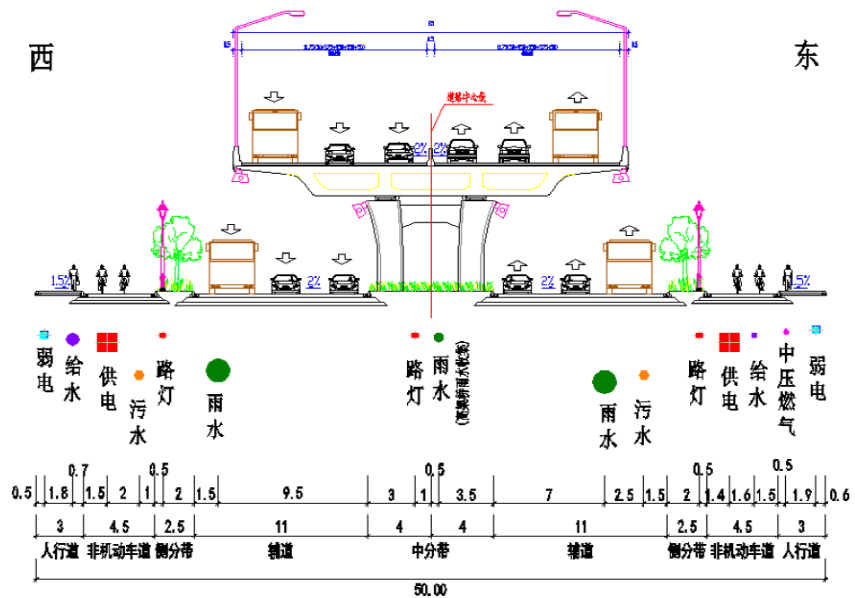 25
0.5
0.5
0.5
西
东
道路中心线
2%
2%
1.5%
2%
2%
1.5%
弱电
给水
供电
污水
路灯
雨水
路灯
雨水
(高架桥雨水收集)
雨水
污水
路灯
供电
给水
中压燃气
弱电
0.7
0.5
0.5
0.5
0.5
0.5
1.8
1.5
2
1
2
1.5
9.5
3
1
3.5
7
2.5
1.5
2
1.4
1.6
1.5
1.9
0.6
3
4.5
2.5
11
4
4
11
2.5
4.5
3
人行道
非机动车道
侧分带
辅道
中分带
辅道
侧分带
非机动车道
人行道
50.00